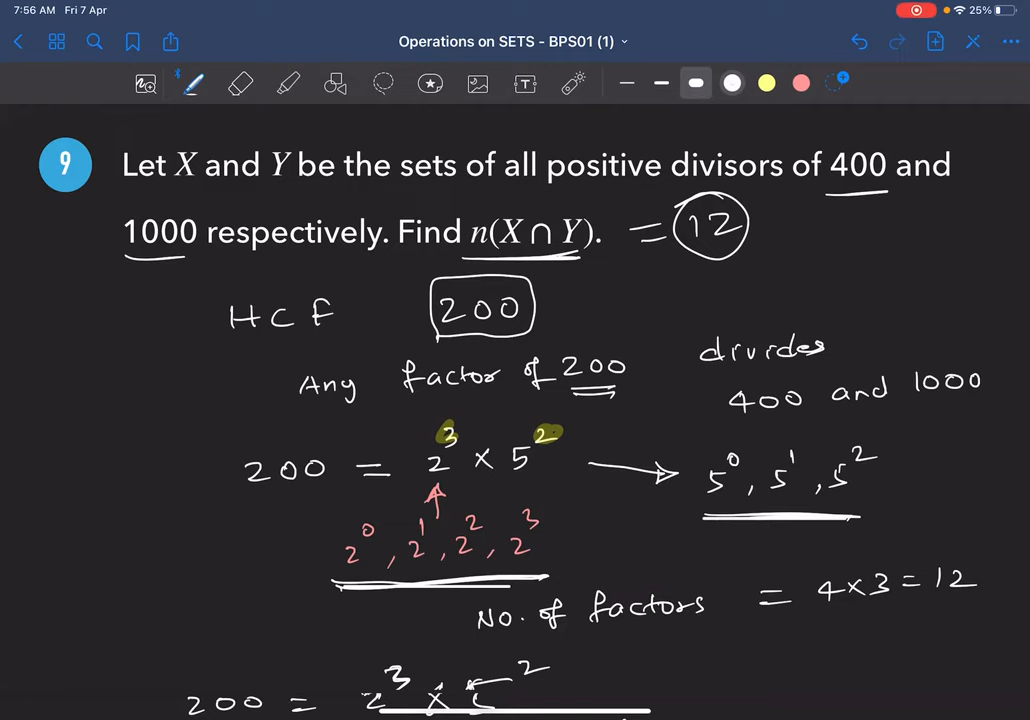 7:56 AM Fri 7 Apr 25%
Operations on SETS - BPS01 (1)
9 Let X and Y be the sets of all positive divisors of 400 and
1000 respectively. Find n(X ∩ Y). = 12
HCF 200
Any factor of 200 divides
400 and 1000
200 = 2³ × 5² → 5⁰, 5¹, 5²
2⁰, 2¹, 2², 2³
No. of factors = 4×3 = 12
200 = 2³ × 5²